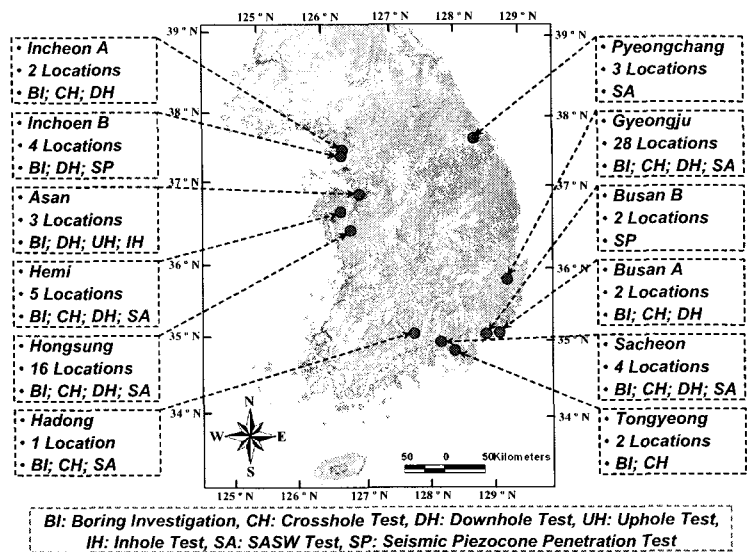 125°N 126°N 127°N 128°N 129°N
39°N
39°N
38°N
38°N
37°N
37°N
36°N
36°N
35°N
35°N
34°N
34°N
• Incheon A
• 2 Locations
• BI; CH; DH
• Inchoen B
• 4 Locations
• BI; DH; SP
• Asan
• 3 Locations
• BI; DH; UH; IH
• Hemi
• 5 Locations
• BI; CH; DH; SA
• Hongsung
• 16 Locations
• BI; CH; DH; SA
• Hadong
• 1 Location
• BI; CH; SA
• Pyeongchang
• 3 Locations
• SA
• Gyeongju
• 28 Locations
• BI; CH; DH; SA
• Busan B
• 2 Locations
• SP
• Busan A
• 2 Locations
• BI; CH; DH
• Sacheon
• 4 Locations
• BI; CH; DH; SA
• Tongyeong
• 2 Locations
• BI; CH
N
W E
S
50 0 50Kilometers
125°N 126°N 127°N 128°N 129°N
BI: Boring Investigation, CH: Crosshole Test, DH: Downhole Test, UH: Uphole Test,
IH: Inhole Test, SA: SASW Test, SP: Seismic Piezocone Penetration Test